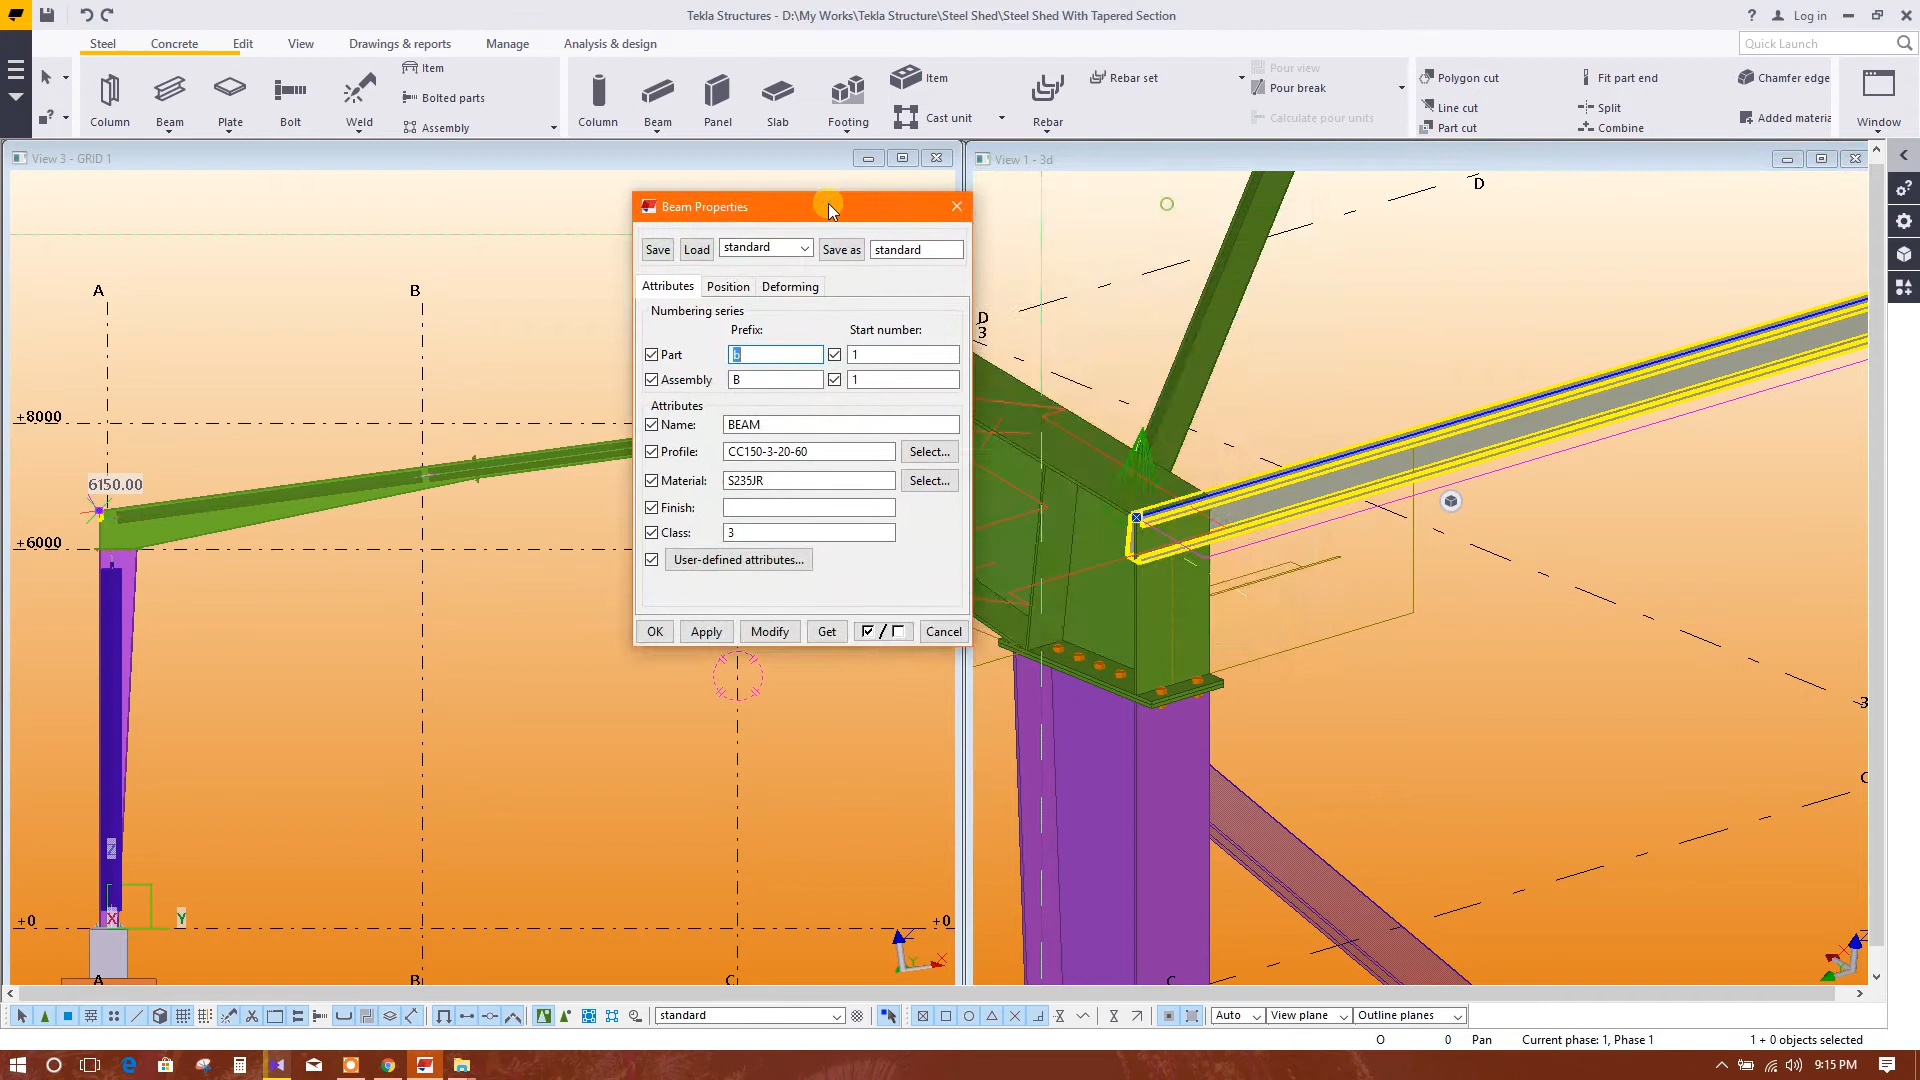 Tekla Structures - D:\My Works\Tekla Structure\Steel Shed\Steel Shed With Tapered Section
? Log in
Steel Concrete Edit View Drawings & reports Manage Analysis & design
Quick Launch
Item
Bolted parts
Assembly
Column Beam Plate Bolt Weld
Column Beam Panel Slab Footing
Item
Cast unit
Rebar
Rebar set
Pour view
Pour break
Calculate pour units
Polygon cut
Line cut
Part cut
Fit part end
Split
Combine
Chamfer edge
Added materia
Window
View 3 - GRID 1
View 1 - 3d
A
B
+8000
6150.00
+6000
Z
X
Y
+0
+0
A
B
C
Z
Y
X
Beam Properties
Save Load standard Save as standard
Attributes Position Deforming
Numbering series
Prefix: Start number:
Part b 1
Assembly B 1
Attributes
Name: BEAM
Profile: CC150-3-20-60 Select...
Material: S235JR Select...
Finish:
Class: 3
User-defined attributes...
OK Apply Modify Get / Cancel
D
D
3
3
C
C
standard
Auto View plane Outline planes
O 0 Pan Current phase: 1, Phase 1 1 + 0 objects selected
9:15 PM